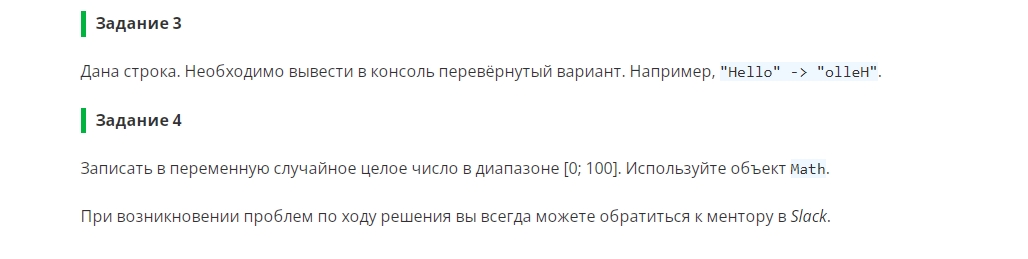 Задание 3
Дана строка. Необходимо вывести в консоль перевёрнутый вариант. Например, "Hello" -> "olleH".
Задание 4
Записать в переменную случайное целое число в диапазоне [0; 100]. Используйте объект Math.
При возникновении проблем по ходу решения вы всегда можете обратиться к ментору в Slack.